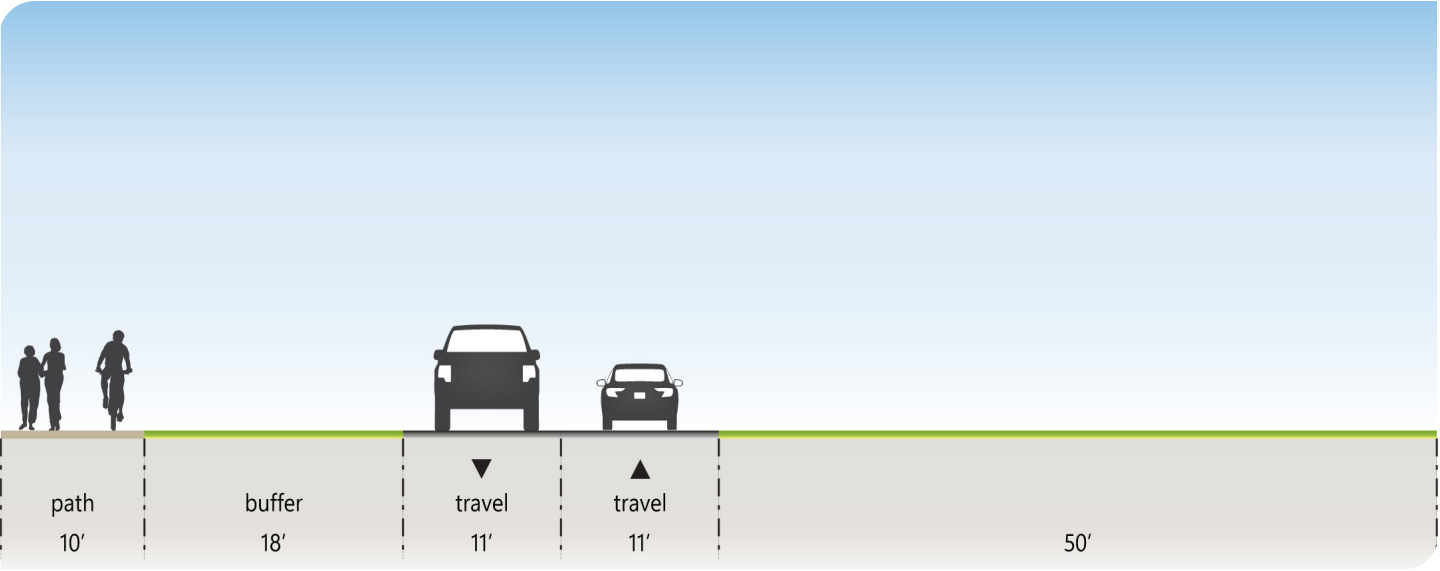 path
10′
buffer
18′
▼
travel
11′
▲
travel
11′
50′